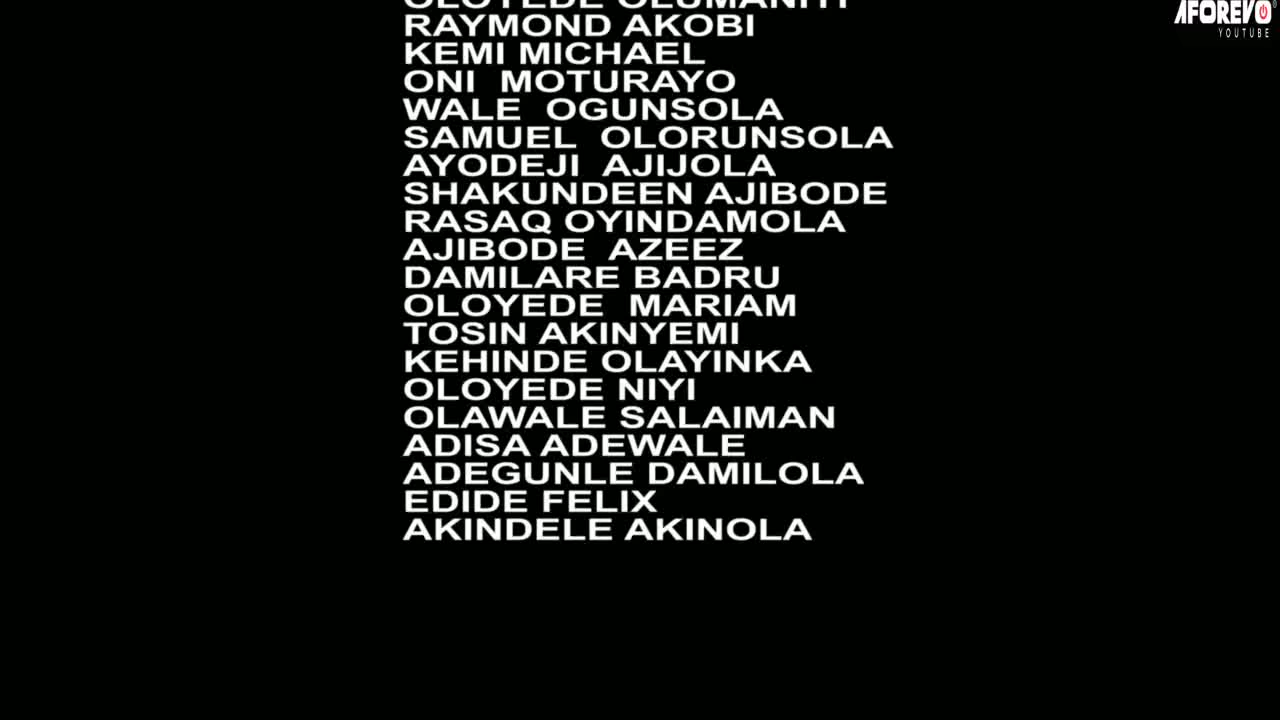 OLOYEDE
RAYMOND AKOBI
KEMI MICHAEL
ONI MOTURAYO
WALE OGUNSOLA
SAMUEL OLORUNSOLA
AYODEJI AJIJOLA
SHAKUNDEEN AJIBODE
RASAQ OYINDAMOLA
AJIBODE AZEEZ
DAMILARE BADRU
OLOYEDE MARIAM
TOSIN AKINYEMI
KEHINDE OLAYINKA
OLOYEDE NIYI
OLAWALE SALAIMAN
ADISA ADEWALE
ADEGUNLE DAMILOLA
EDIDE FELIX
AKINDELE AKINOLA
AFOREVO
YOUTUBE